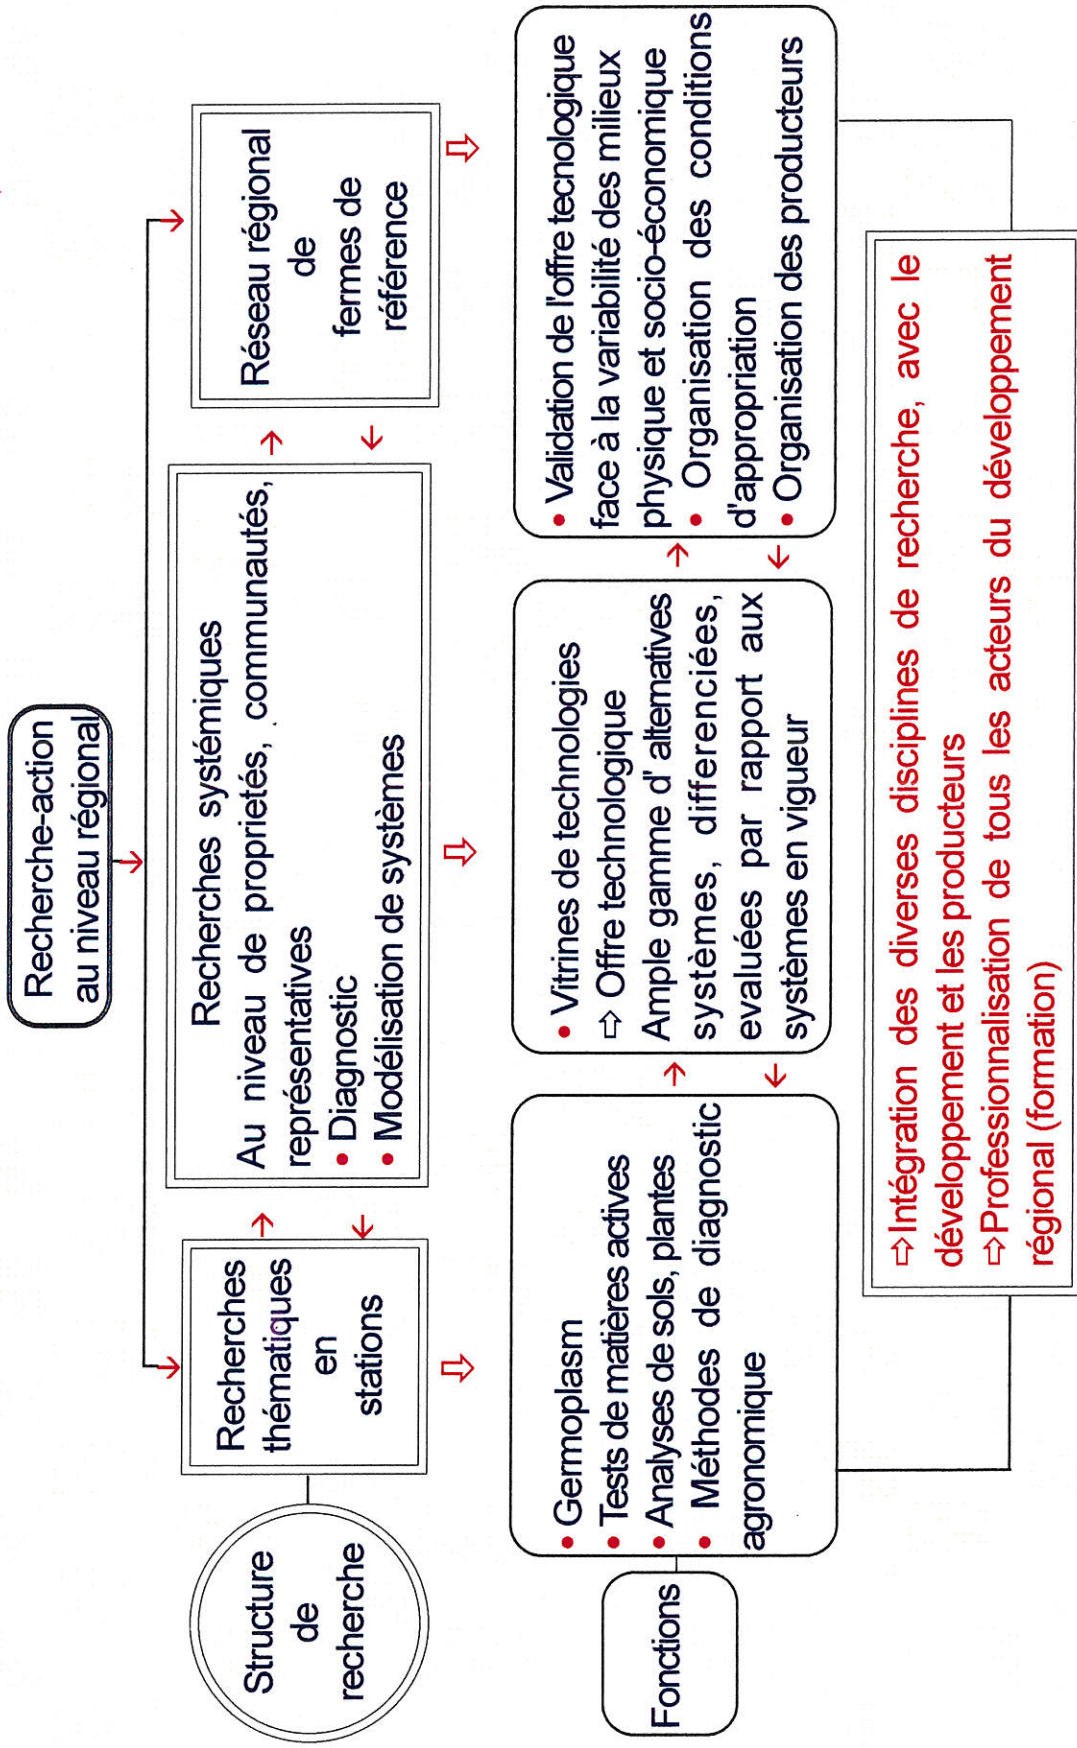 Recherche-action
au niveau régional
Structure
de
recherche
Recherches
thématiques
en
stations
Recherches systémiques
Au niveau de propriétés, communautés,
représentatives
• Diagnostic
• Modélisation de systèmes
Réseau régional
de
fermes de
référence
Fonctions
• Germoplasm
• Tests de matières actives
• Analyses de sols, plantes
• Méthodes de diagnostic
agronomique
• Vitrines de technologies
⇨ Offre technologique
Ample gamme d' alternatives
systèmes, differenciées,
evaluées par rapport aux
systèmes en vigueur
• Validation de l'offre tecnologique
face à la variabilité des milieux
physique et socio-économique
• Organisation des conditions
d'appropriation
• Organisation des producteurs
⇨Intégration des diverses disciplines de recherche, avec le
développement et les producteurs
⇨Professionnalisation de tous les acteurs du développement
régional (formation)